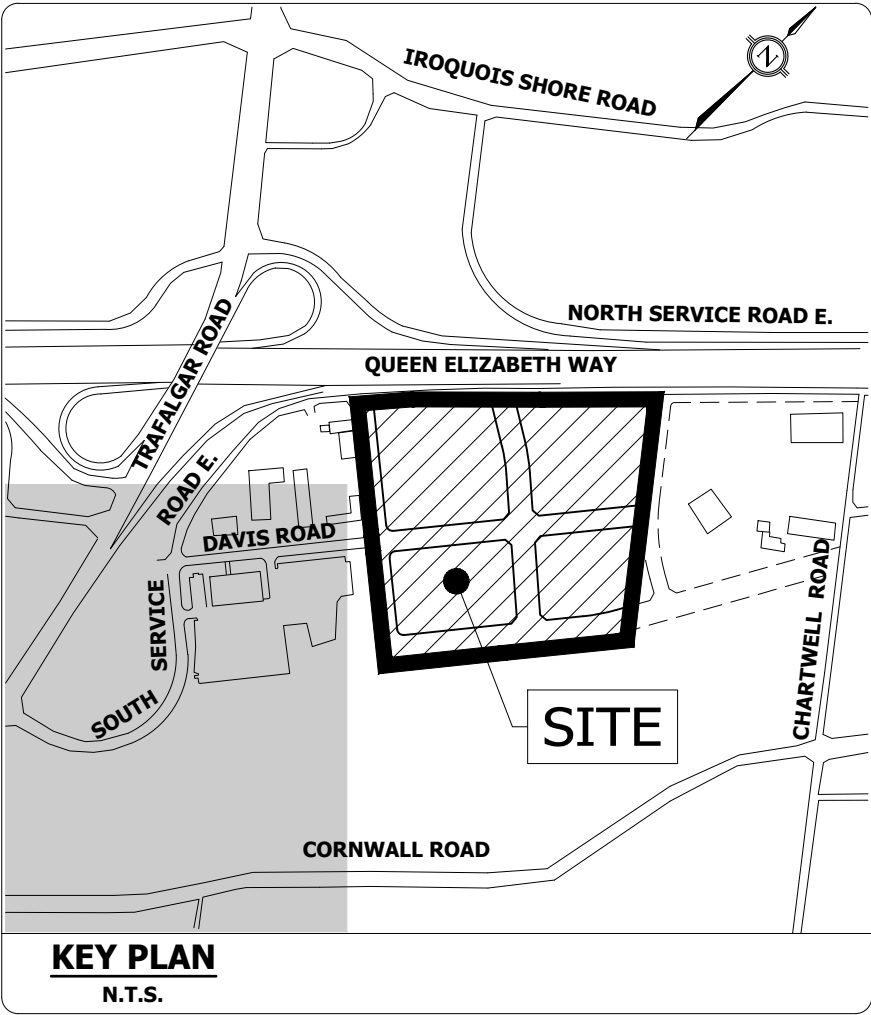 IROQUOIS SHORE ROAD
N
NORTH SERVICE ROAD E.
QUEEN ELIZABETH WAY
TRAFALGAR ROAD
SOUTH SERVICE ROAD E.
DAVIS ROAD
CHARTWELL ROAD
SITE
CORNWALL ROAD
KEY PLAN
N.T.S.